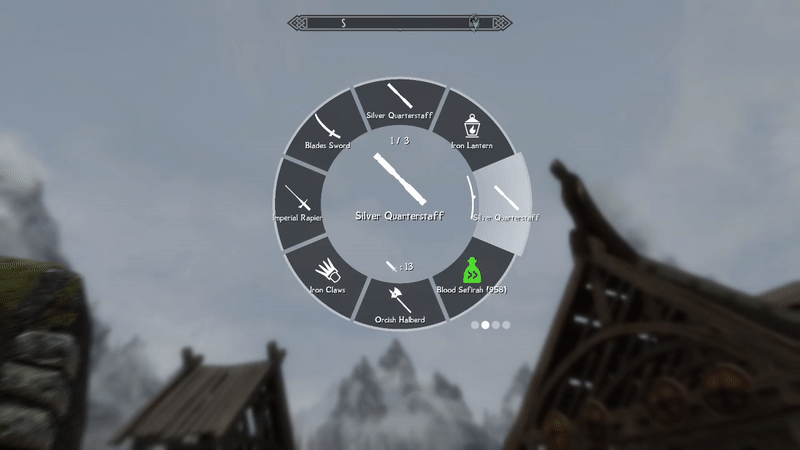 S
Silver Quarterstaff
Blades Sword
1 / 3
Iron Lantern
Imperial Rapier
Silver Quarterstaff
Silver Quarterstaff
: 13
Iron Claws
Blood Sefirah (958)
Orcish Halberd